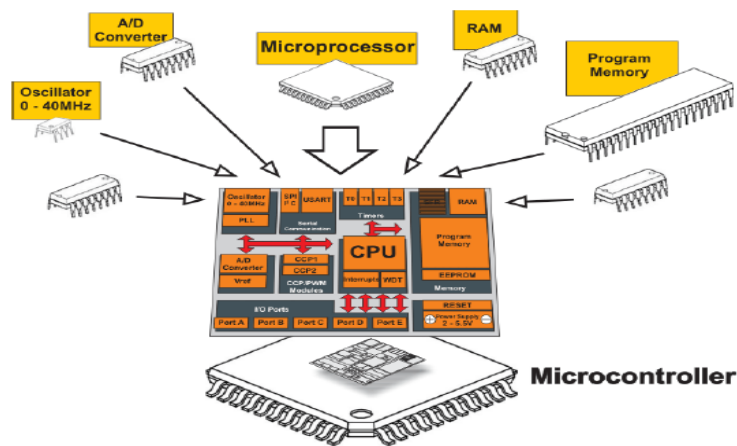 A/D
Converter
Microprocessor
RAM
Program
Memory
Oscillator
0 - 40MHz
Oscillator
0 - 40MHz
PLL
SPI
USART
Serial
Communication
T0 T1 T2 T3
Timers
RAM
Program
Memory
EEPROM
Memory
A/D
Converter
Vref
CCP1
CCP2
CCP/PWM
Modules
CPU
Interrupts WDT
I/O Ports
Port A Port B Port C Port D Port E
RESET
Power Supply
2 - 5.5V
Microcontroller